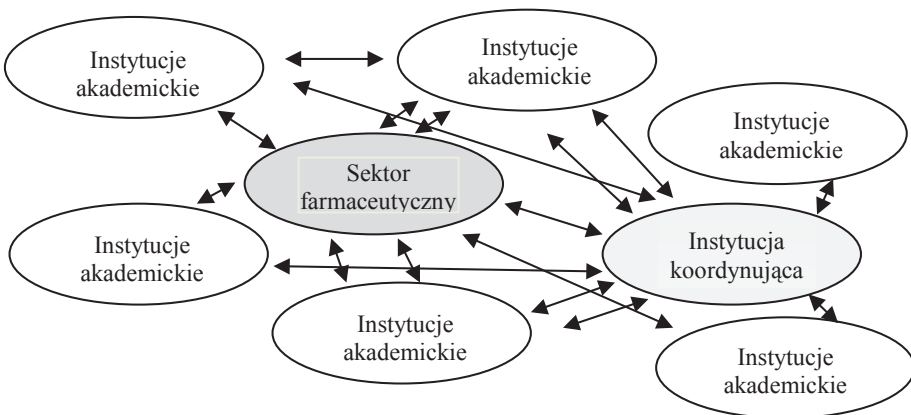 Instytucje
akademickie
Instytucje
akademickie
Instytucje
akademickie
Sektor
farmaceutyczny
Instytucje
akademickie
Instytucja
koordynująca
Instytucje
akademickie
Instytucje
akademickie